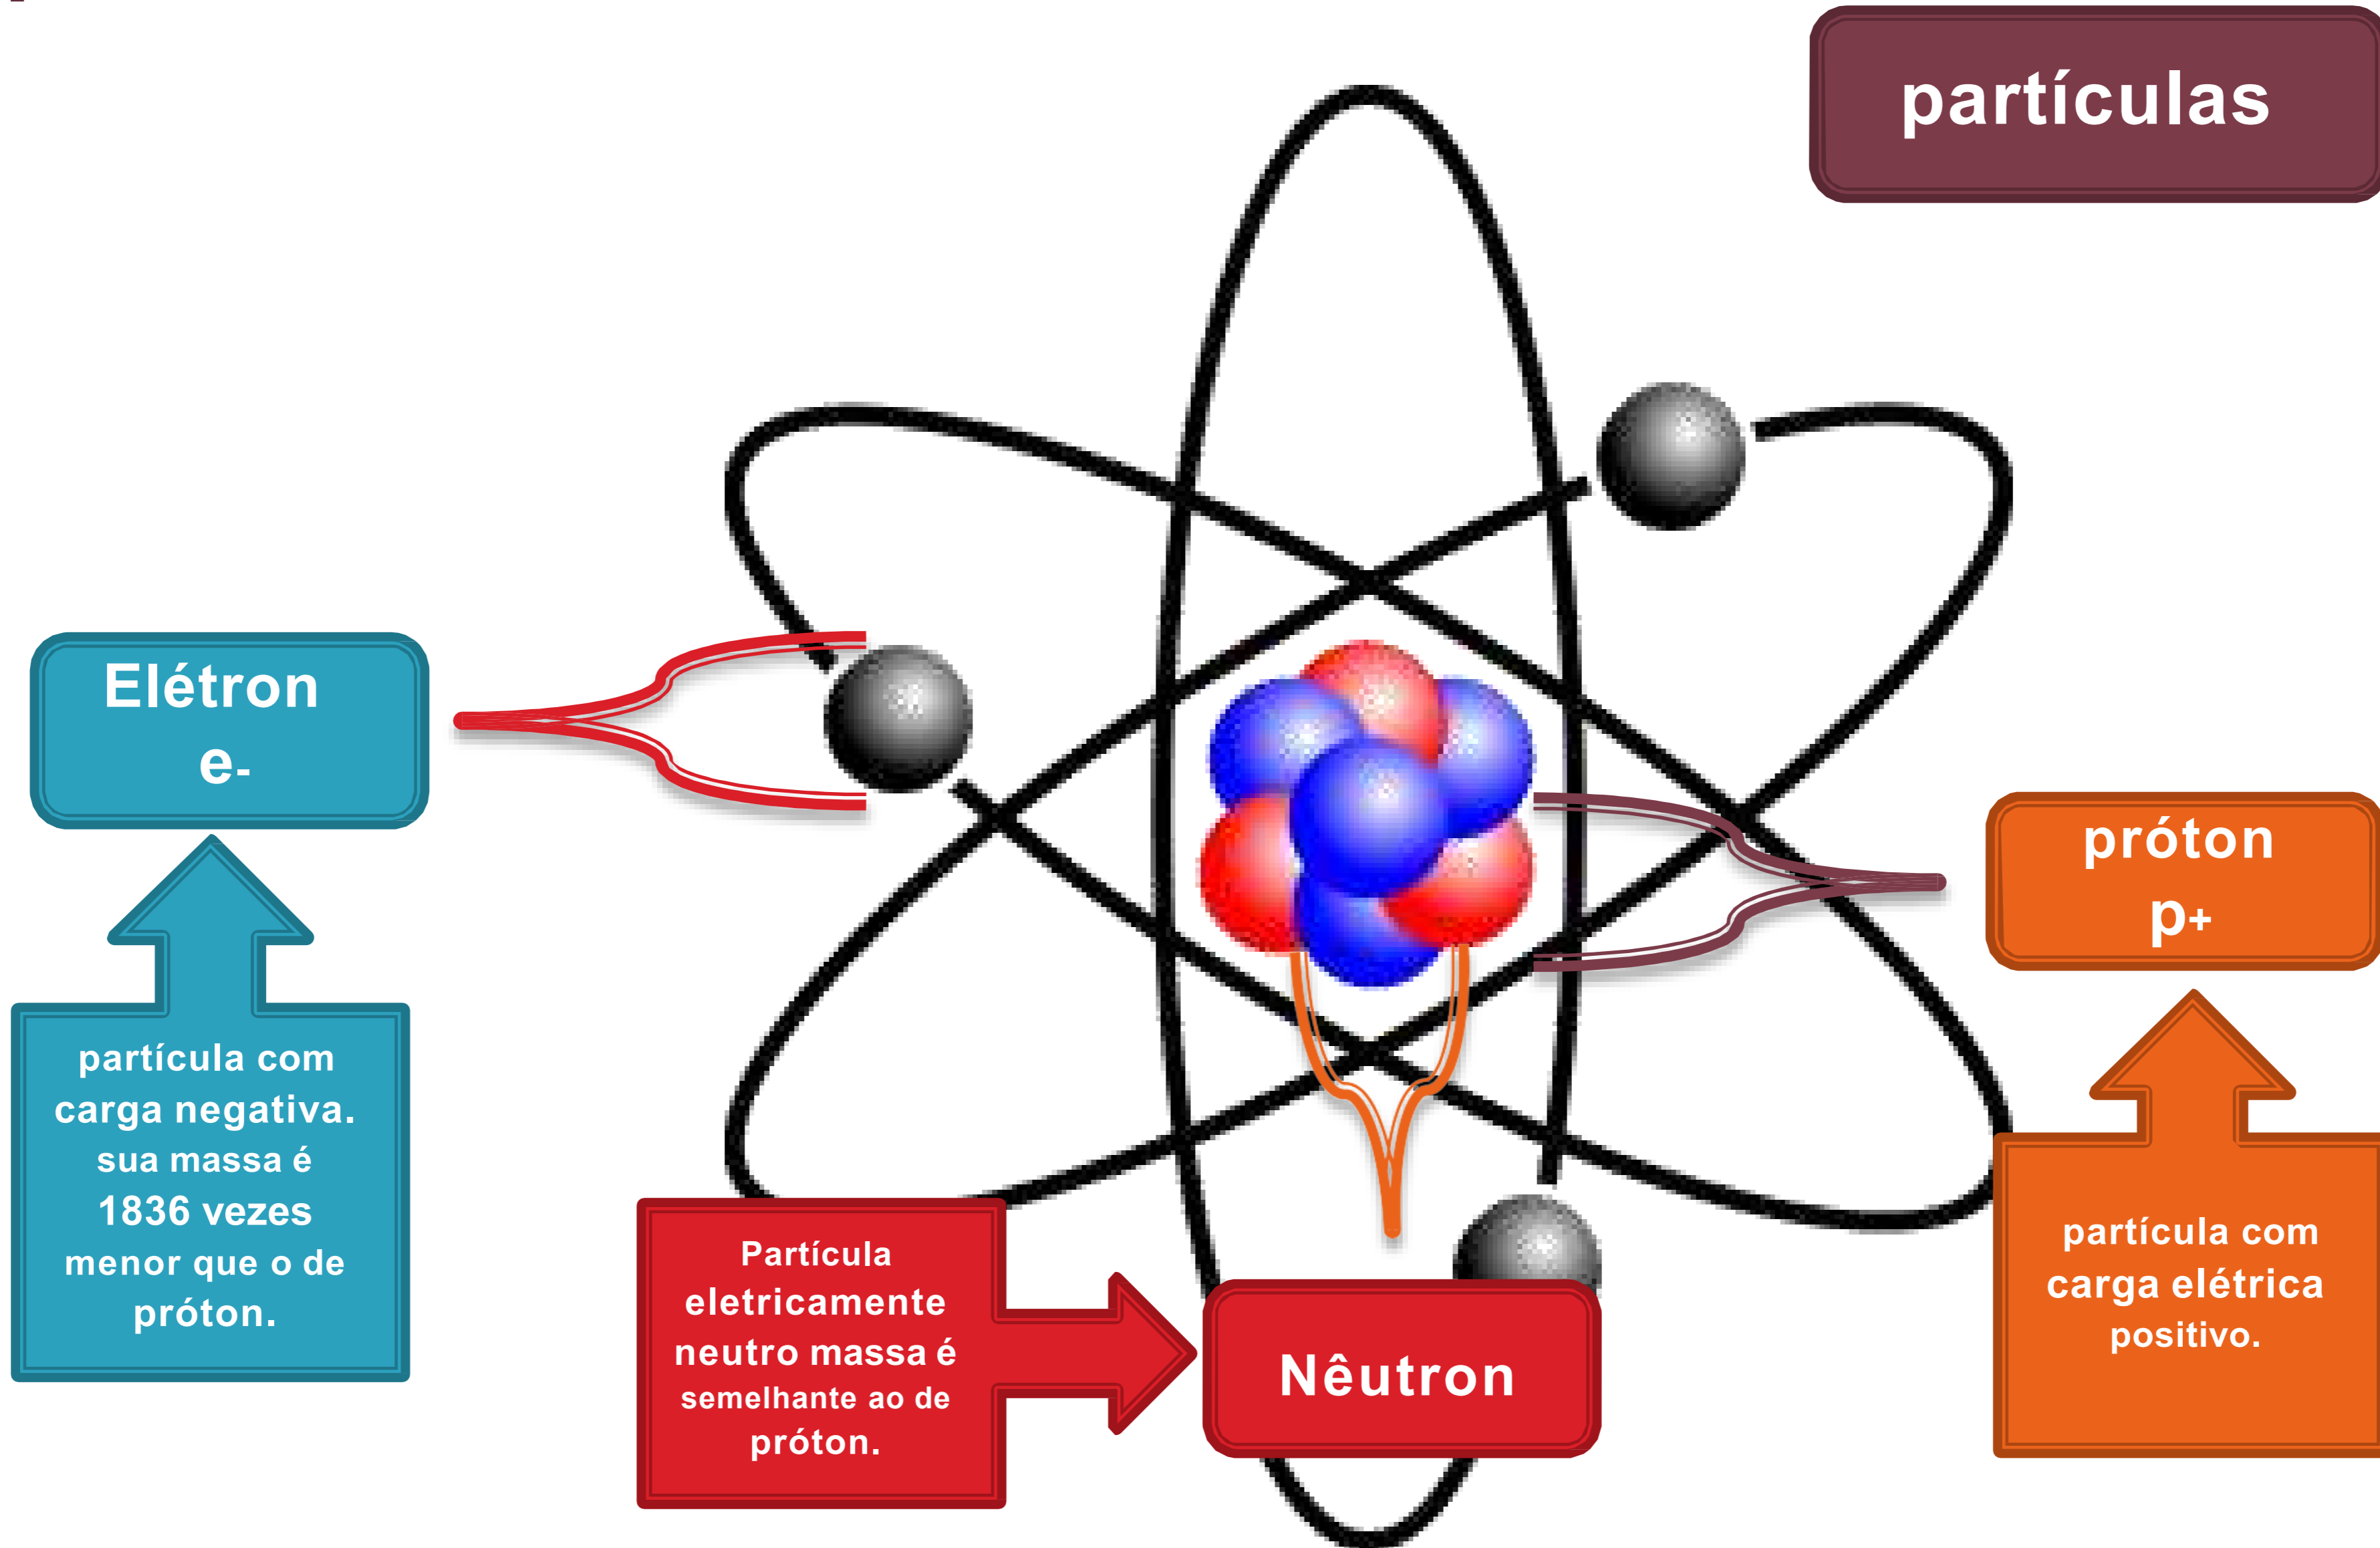 partículas
Elétron
e-
partícula com
carga negativa.
sua massa é
1836 vezes
menor que o de
próton.
Partícula
eletricamente
neutro massa é
semelhante ao de
próton.
Nêutron
próton
p+
partícula com
carga elétrica
positivo.